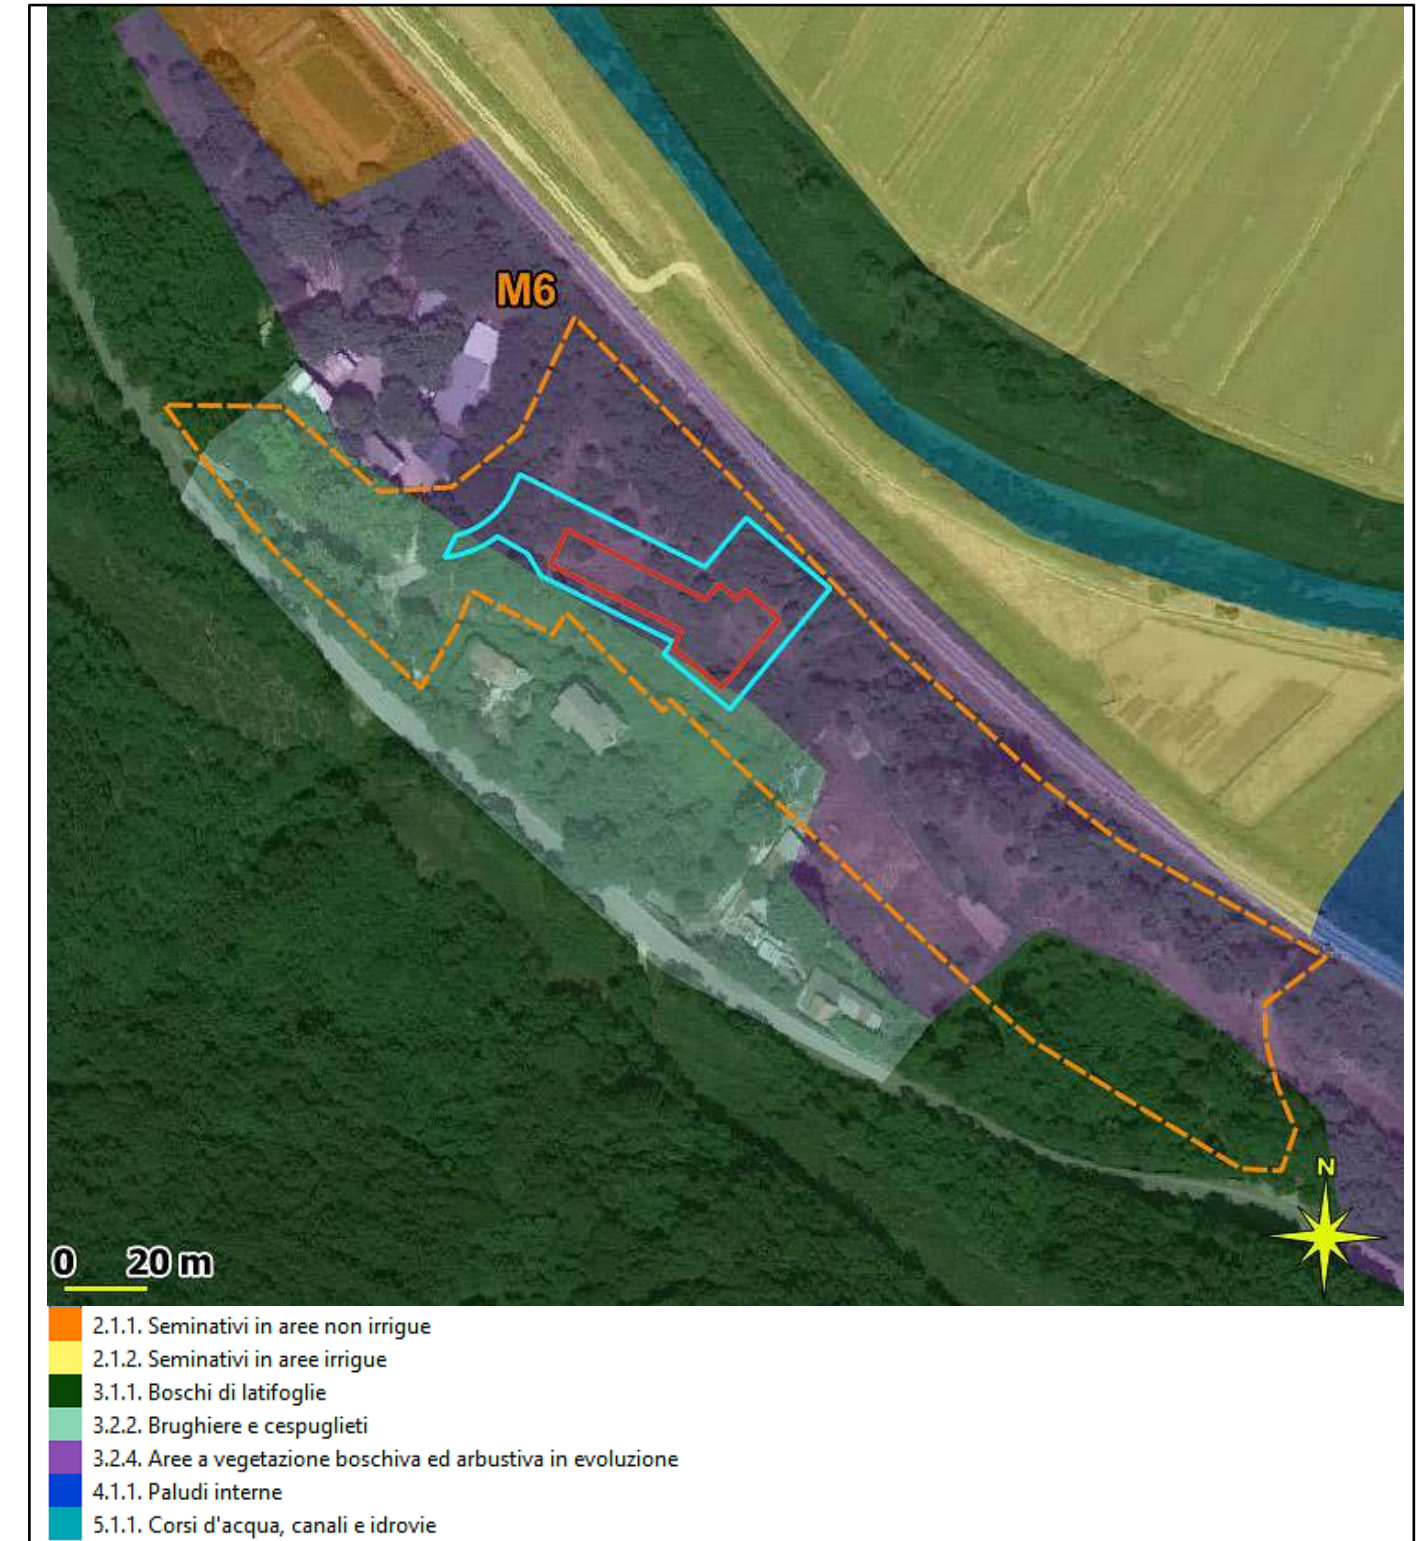 M6
N
0 20 m
2.1.1. Seminativi in aree non irrigue
2.1.2. Seminativi in aree irrigue
3.1.1. Boschi di latifoglie
3.2.2. Brughiere e cespuglieti
3.2.4. Aree a vegetazione boschiva ed arbustiva in evoluzione
4.1.1. Paludi interne
5.1.1. Corsi d'acqua, canali e idrovie